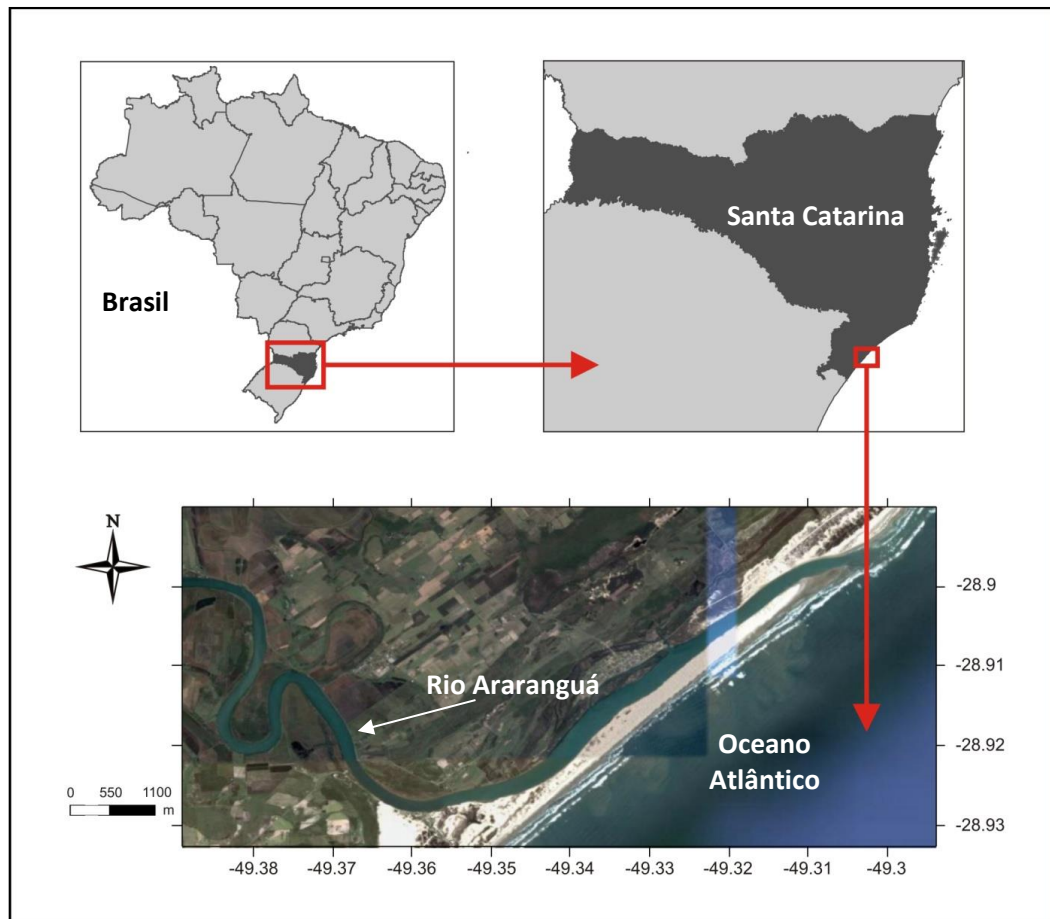 Brasil
Santa Catarina
N
Rio Araranguá
Oceano
Atlântico
0 550 1100
m
-28.9
-28.91
-28.92
-28.93
-49.38 -49.37 -49.36 -49.35 -49.34 -49.33 -49.32 -49.31 -49.3